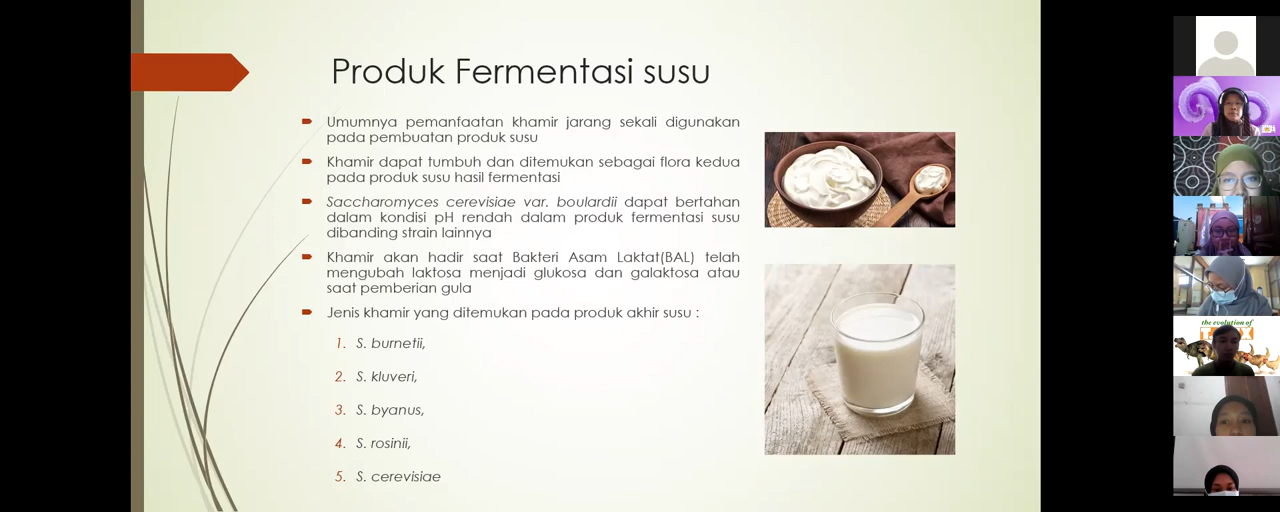 Produk Fermentasi susu
Umumnya pemanfaatan khamir jarang sekali digunakan
pada pembuatan produk susu
Khamir dapat tumbuh dan ditemukan sebagai flora kedua
pada produk susu hasil fermentasi
Saccharomyces cerevisiae var. boulardii dapat bertahan
dalam kondisi pH rendah dalam produk fermentasi susu
dibanding strain lainnya
Khamir akan hadir saat Bakteri Asam Laktat(BAL) telah
mengubah laktosa menjadi glukosa dan galaktosa atau
saat pemberian gula
Jenis khamir yang ditemukan pada produk akhir susu :
1. S. burnetii,
2. S. kluveri,
3. S. byanus,
4. S. rosinii,
5. S. cerevisiae
the evolution of